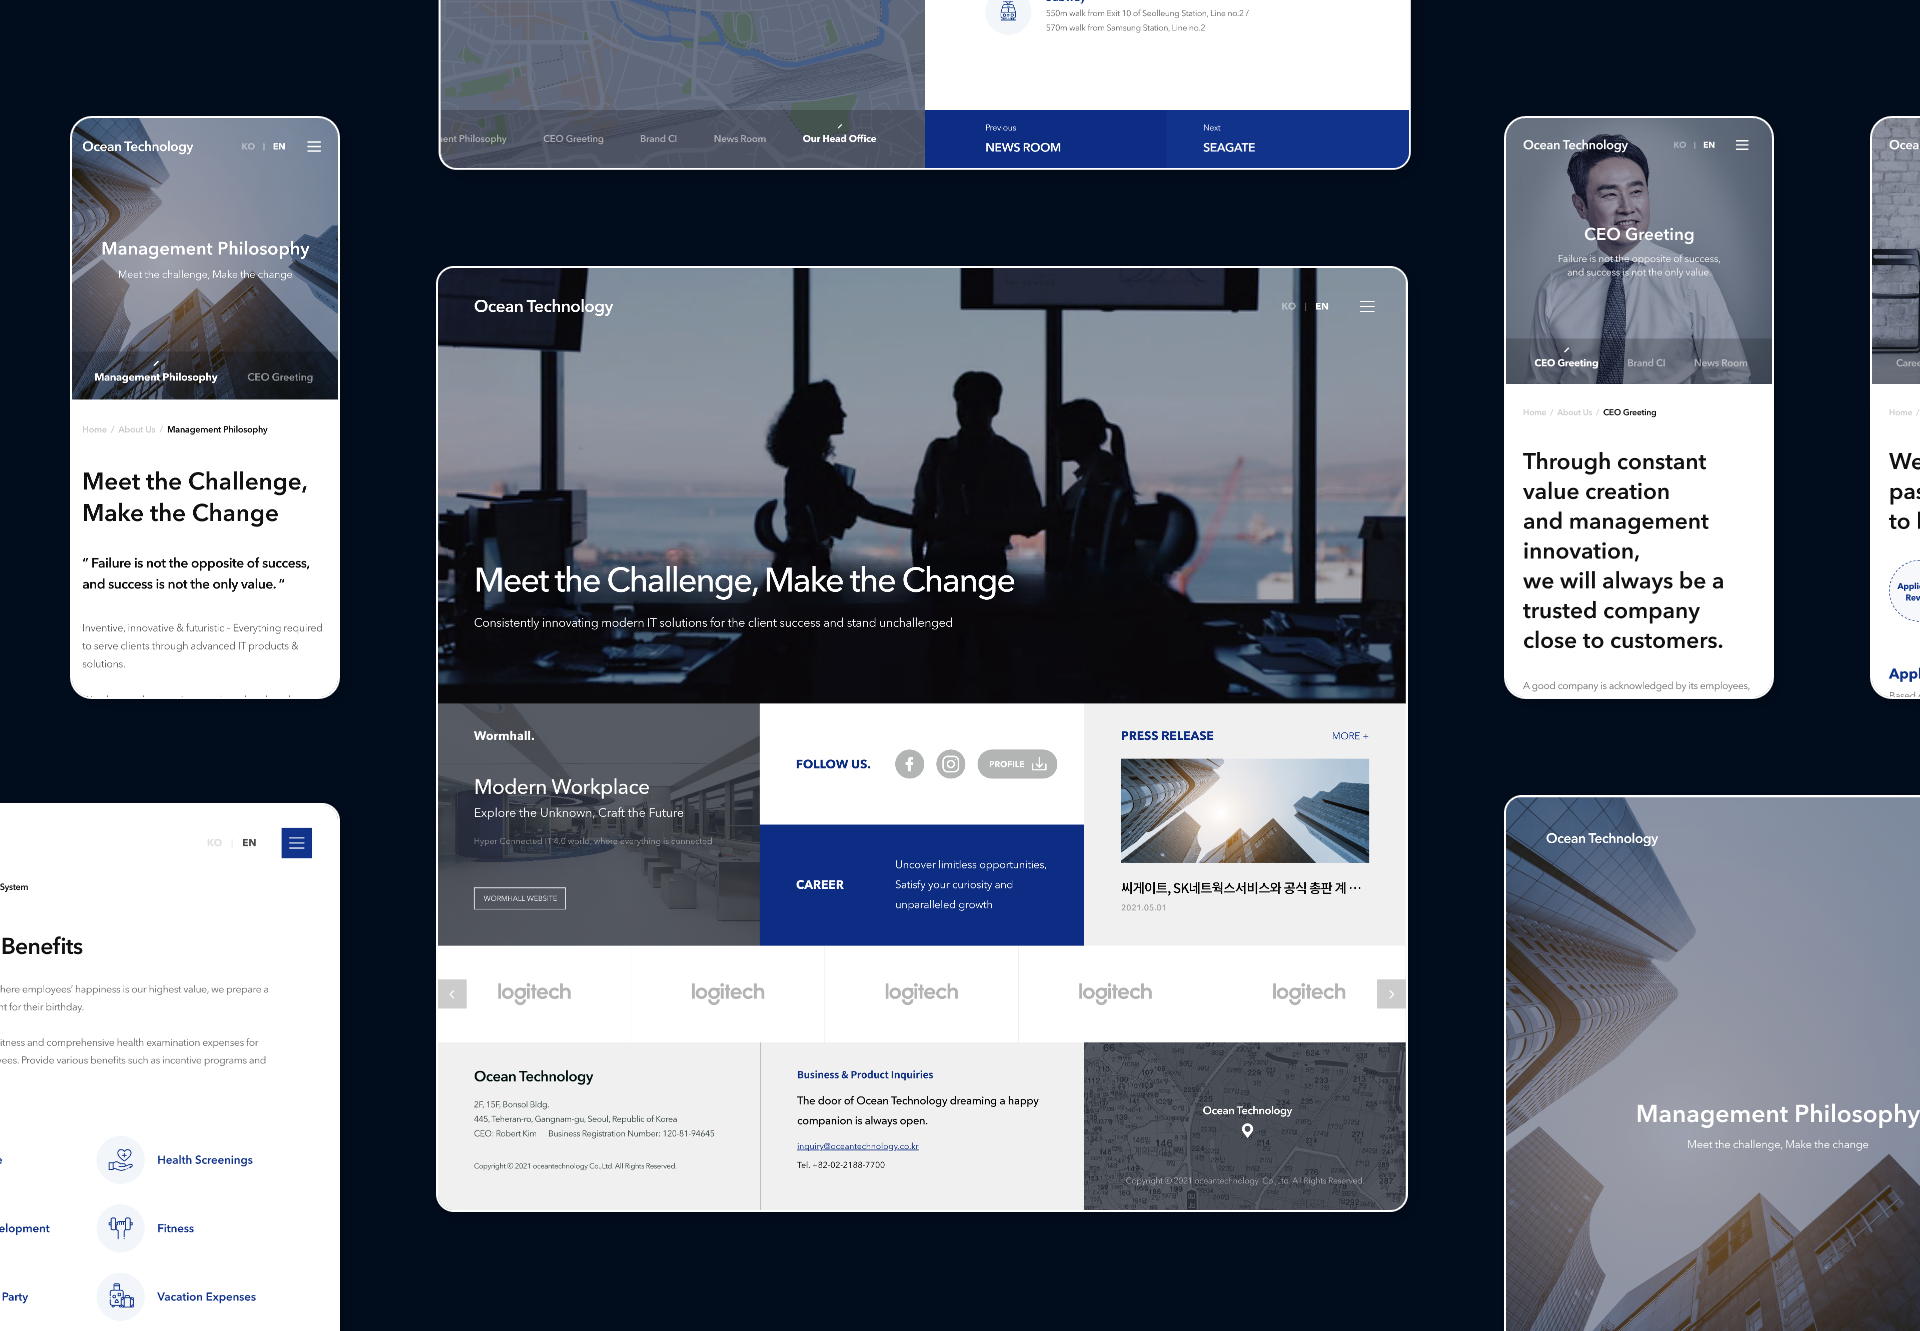 550m walk from Exit 10 of Seolleung Station, Line no.2 /
570m walk from Samsung Station, Line no.2
ent Philosophy
CEO Greeting
Brand CI
News Room
Our Head Office
Previous
NEWS ROOM
Next
SEAGATE
Ocean Technology
KO | EN
Management Philosophy
Meet the challenge, Make the change
Management Philosophy
CEO Greeting
Home / About Us / Management Philosophy
Meet the Challenge,
Make the Change
“ Failure is not the opposite of success,
and success is not the only value. “
Inventive, innovative & futuristic - Everything required
to serve clients through advanced IT products &
solutions.
Ocean Technology
KO | EN
Meet the Challenge, Make the Change
Consistently innovating modern IT solutions for the client success and stand unchallenged
Wormhall.
Modern Workplace
Explore the Unknown, Craft the Future
Hyper Connected IT 4.0 world, where everything is connected
WORMHALL WEBSITE
FOLLOW US.
PROFILE
CAREER
Uncover limitless opportunities,
Satisfy your curiosity and
unparalleled growth
PRESS RELEASE
MORE +
씨게이트, SK네트웍스서비스와 공식 총판 계 ···
2021.05.01
logitech
logitech
logitech
logitech
logitech
Ocean Technology
2F, 15F, Bonsol Bldg.
445, Teheran-ro, Gangnam-gu, Seoul, Republic of Korea
CEO: Robert Kim Business Registration Number: 120-81-94645
Copyright © 2021 oceantechnology Co.,Ltd. All Rights Reserved.
Business & Product Inquiries
The door of Ocean Technology dreaming a happy
companion is always open.
inquiry@oceantechnology.co.kr
Tel. +82-02-2188-7700
Ocean Technology
Copyright © 2021 oceantechnology Co.,Ltd. All Rights Reserved.
Ocean Technology
KO | EN
CEO Greeting
Failure is not the opposite of success,
and success is not the only value.
CEO Greeting
Brand CI
News Room
Home / About Us / CEO Greeting
Through constant
value creation
and management
innovation,
we will always be a
trusted company
close to customers.
A good company is acknowledged by its employees,
Ocea
Caree
Home /
We
pas
to
Appli
Rev
Appl
Based
KO | EN
System
Benefits
here employees’ happiness is our highest value, we prepare a
nt for their birthday.
itness and comprehensive health examination expenses for
yees. Provide various benefits such as incentive programs and
e
Health Screenings
elopment
Fitness
Party
Vacation Expenses
Ocean Technology
Management Philosophy
Meet the challenge, Make the change